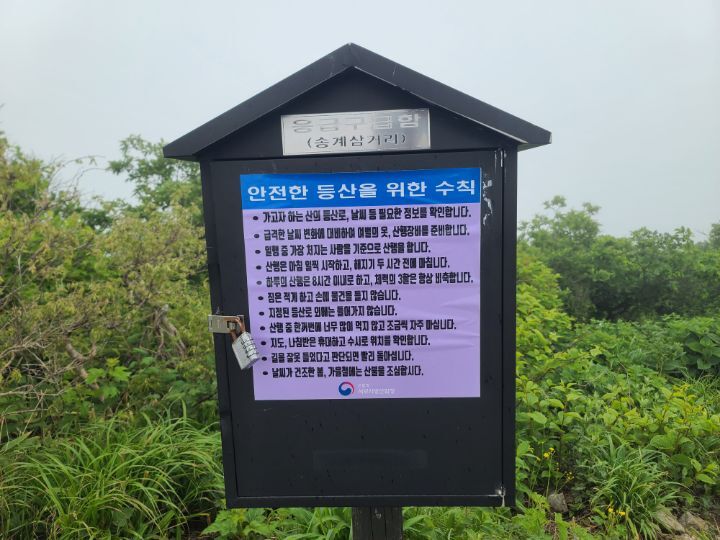 응급구급함
(송계삼거리)
안전한 등산을 위한 수칙
• 가고자 하는 산의 등산로, 날씨 등 필요한 정보를 확인합니다.
• 급격한 날씨 변화에 대비하여 여벌의 옷, 산행장비를 준비합니다.
• 일행 중 가장 처지는 사람을 기준으로 산행을 합니다.
• 산행은 아침 일찍 시작하고, 해지기 두 시간 전에 마칩니다.
• 하루의 산행은 8시간 이내로 하고, 체력의 3할은 항상 비축합니다.
• 짐은 적게 하고 손에 물건을 들지 않습니다.
• 지정된 등산로 외에는 들어가지 않습니다.
• 산행 중 한꺼번에 너무 많이 먹지 않고 조금씩 자주 마십니다.
• 지도, 나침반은 휴대하고 수시로 위치를 확인합니다.
• 길을 잘못 들었다고 판단되면 빨리 돌아섭니다.
• 날씨가 건조한 봄, 가을철에는 산불을 조심합니다.
산림청
서부지방산림청